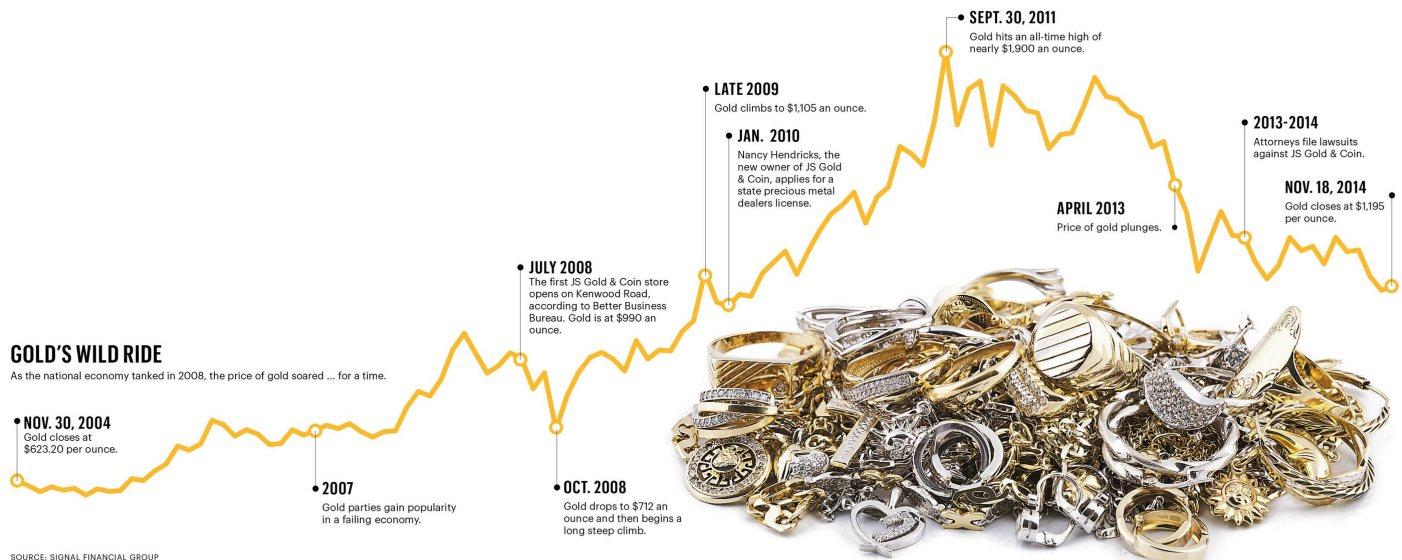 GOLD'S WILD RIDE
As the national economy tanked in 2008, the price of gold soared ... for a time.
NOV. 30, 2004
Gold closes at
$623.20 per ounce.
2007
Gold parties gain popularity
in a failing economy.
JULY 2008
The first JS Gold & Coin store
opens on Kenwood Road,
according to Better Business
Bureau. Gold is at $990 an
ounce.
OCT. 2008
Gold drops to $712 an
ounce and then begins a
long steep climb.
LATE 2009
Gold climbs to $1,105 an ounce.
JAN. 2010
Nancy Hendricks, the
new owner of JS Gold
& Coin, applies for a
state precious metal
dealers license.
SEPT. 30, 2011
Gold hits an all-time high of
nearly $1,900 an ounce.
APRIL 2013
Price of gold plunges.
2013-2014
Attorneys file lawsuits
against JS Gold & Coin.
NOV. 18, 2014
Gold closes at $1,195
per ounce.
SOURCE: SIGNAL FINANCIAL GROUP